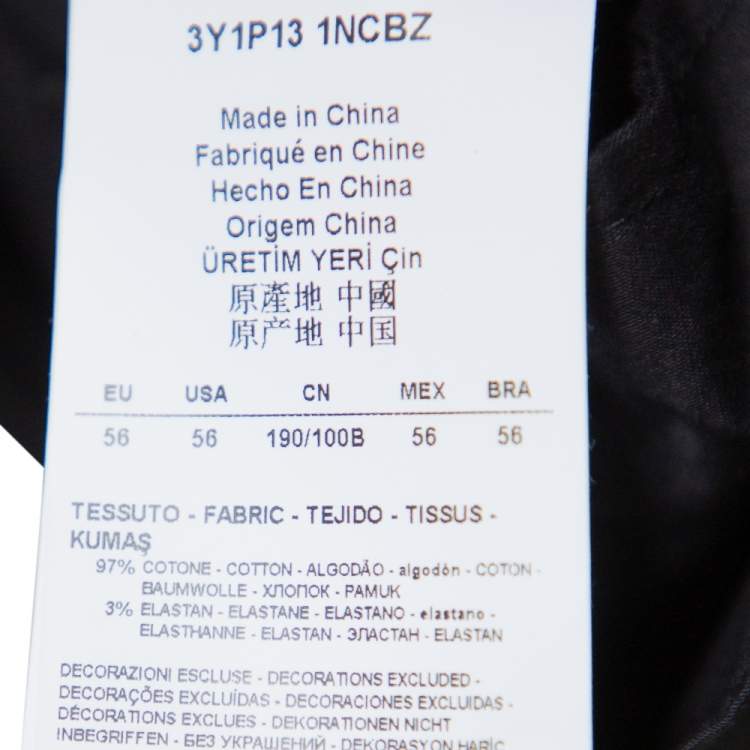 3Y1P13 1NCBZ
Made in China
Fabriqué en Chine
Hecho En China
Origem China
ÜRETİM YERİ Çin
原產地 中國
原产地 中国
EU USA CN MEX BRA
56 56 190/100B 56 56
TESSUTO - FABRIC - TEJIDO - TISSUS -
KUMAŞ
97% COTONE - COTTON - ALGODÃO - algodón - COTON -
BAUMWOLLE - ХЛОПОК - PAMUK
3% ELASTAN - ELASTANE - ELASTANO - elastano -
ELASTHANNE - ELASTAN - ЭЛАСТАН - ELASTAN
DECORAZIONI ESCLUSE - DECORATIONS EXCLUDED -
DECORAÇÕES EXCLUÍDAS - DECORACIONES EXCLUIDAS -
DÉCORATIONS EXCLUES - DEKORATIONEN NICHT
INBEGRIFFEN - БЕЗ УКРАШЕНИЙ - DEKORASYON HARİÇ